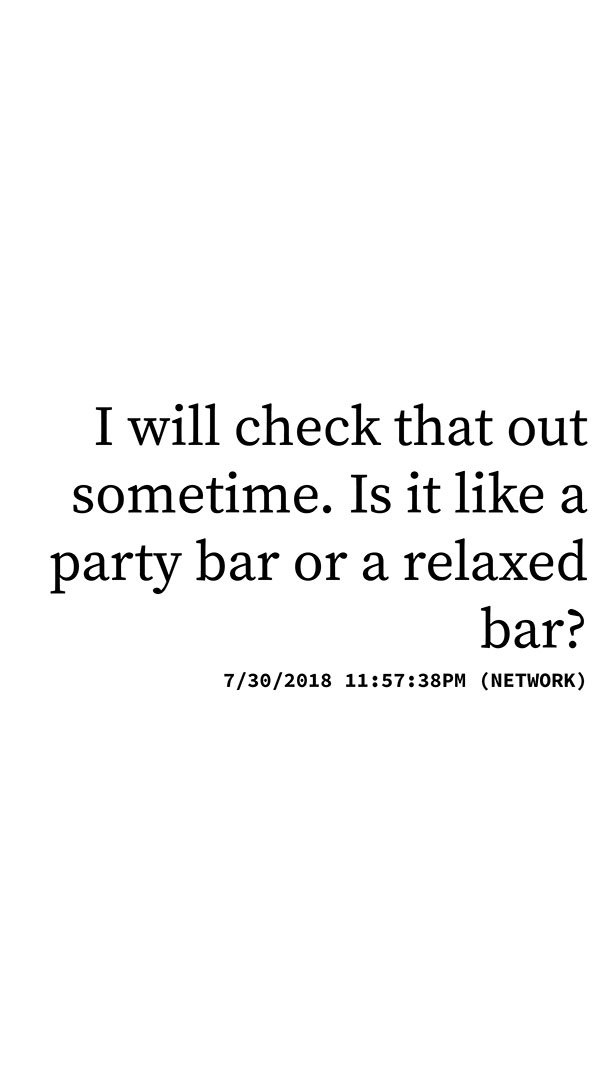 I will check that out
sometime. Is it like a
party bar or a relaxed
bar?
7/30/2018 11:57:38PM (NETWORK)